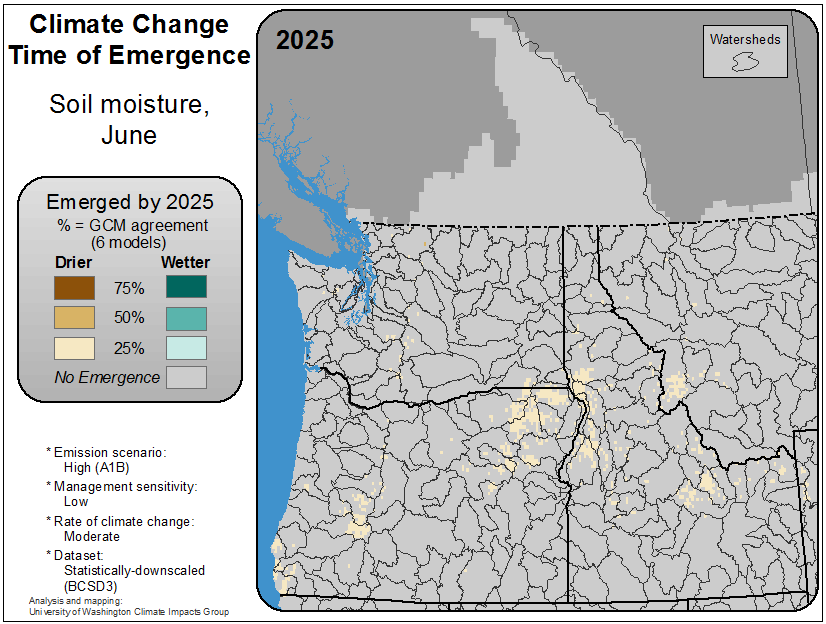 Climate Change
Time of Emergence
Soil moisture,
June
Emerged by 2025
% = GCM agreement
(6 models)
Drier Wetter
75%
50%
25%
No Emergence
* Emission scenario:
High (A1B)
* Management sensitivity:
Low
* Rate of climate change:
Moderate
* Dataset:
Statistically-downscaled
(BCSD3)
Analysis and mapping:
University of Washington Climate Impacts Group
2025
Watersheds